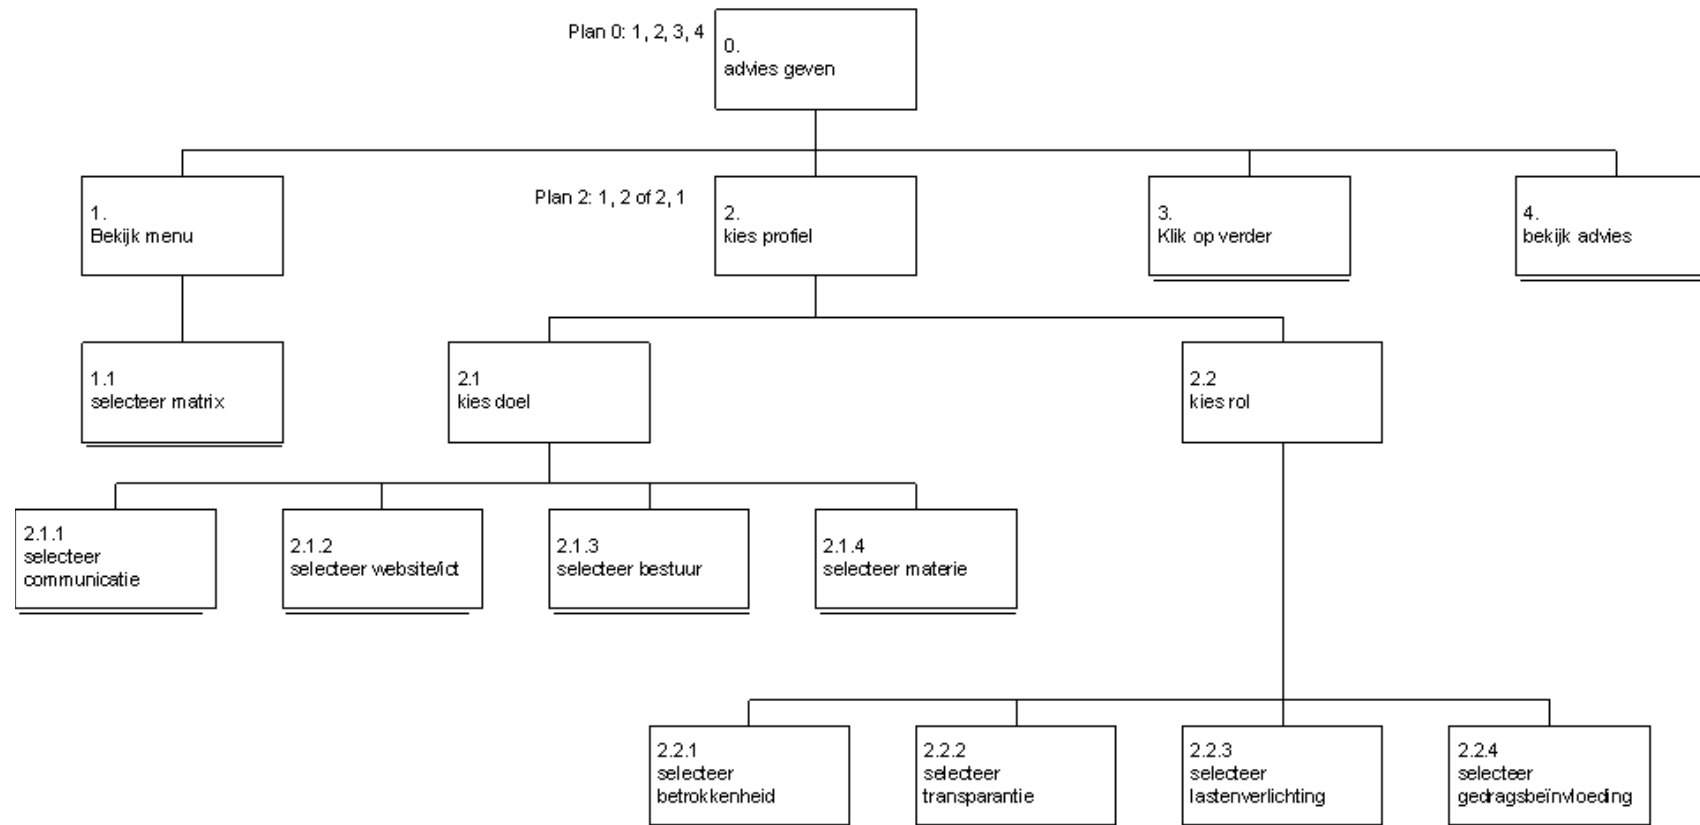 Plan 0: 1, 2, 3, 4
0.
advies geven
1.
Bekijk menu
Plan 2: 1, 2 of 2, 1
2.
kies profiel
3.
Klik op verder
4.
bekijk advies
1.1
selecteer matrix
2.1
kies doel
2.2
kies rol
2.1.1
selecteer
communicatie
2.1.2
selecteer website/ict
2.1.3
selecteer bestuur
2.1.4
selecteer materie
2.2.1
selecteer
betrokkenheid
2.2.2
selecteer
transparantie
2.2.3
selecteer
lastenverlichting
2.2.4
selecteer
gedragsbeïnvloeding